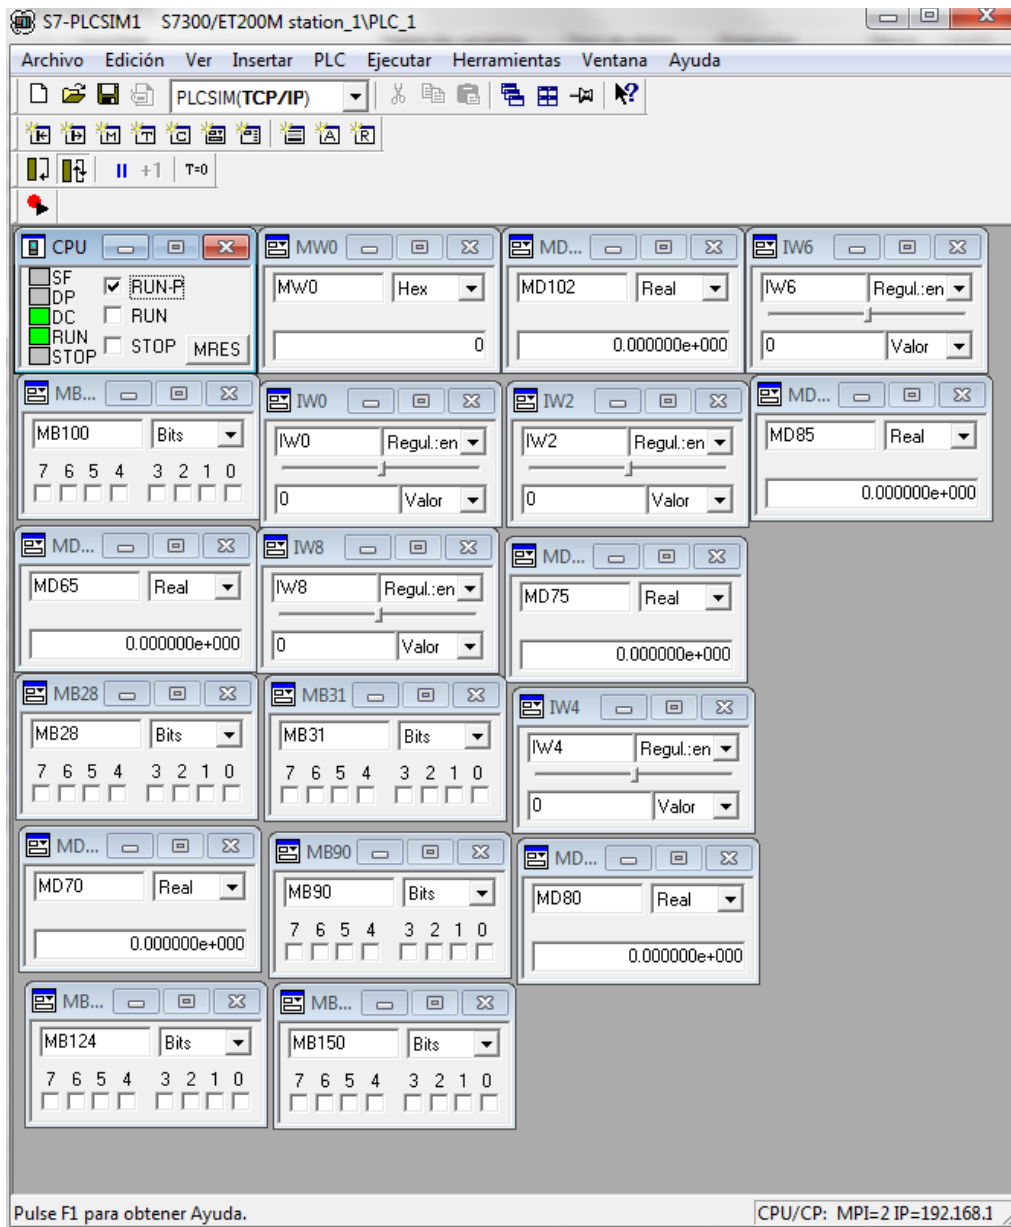 S7-PLCSIM1    S7300/ET200M station_1\PLC_1
Archivo Edición Ver Insertar PLC Ejecutar Herramientas Ventana Ayuda
PLCSIM(TCP/IP)
+1 T=0
CPU
SF
DP
DC
RUN
STOP
RUN-P
RUN
STOP
MRES
MW0
MW0 Hex
0
MD...
MD102 Real
0.000000e+000
IW6
IW6 Regul.:en
0 Valor
MB...
MB100 Bits
7 6 5 4 3 2 1 0
IW0
IW0 Regul.:en
0 Valor
IW2
IW2 Regul.:en
0 Valor
MD...
MD85 Real
0.000000e+000
MD...
MD65 Real
0.000000e+000
IW8
IW8 Regul.:en
0 Valor
MD...
MD75 Real
0.000000e+000
MB28
MB28 Bits
7 6 5 4 3 2 1 0
MB31
MB31 Bits
7 6 5 4 3 2 1 0
IW4
IW4 Regul.:en
0 Valor
MD...
MD70 Real
0.000000e+000
MB90
MB90 Bits
7 6 5 4 3 2 1 0
MD...
MD80 Real
0.000000e+000
MB...
MB124 Bits
7 6 5 4 3 2 1 0
MB...
MB150 Bits
7 6 5 4 3 2 1 0
Pulse F1 para obtener Ayuda.
CPU/CP: MPI=2 IP=192.168.1